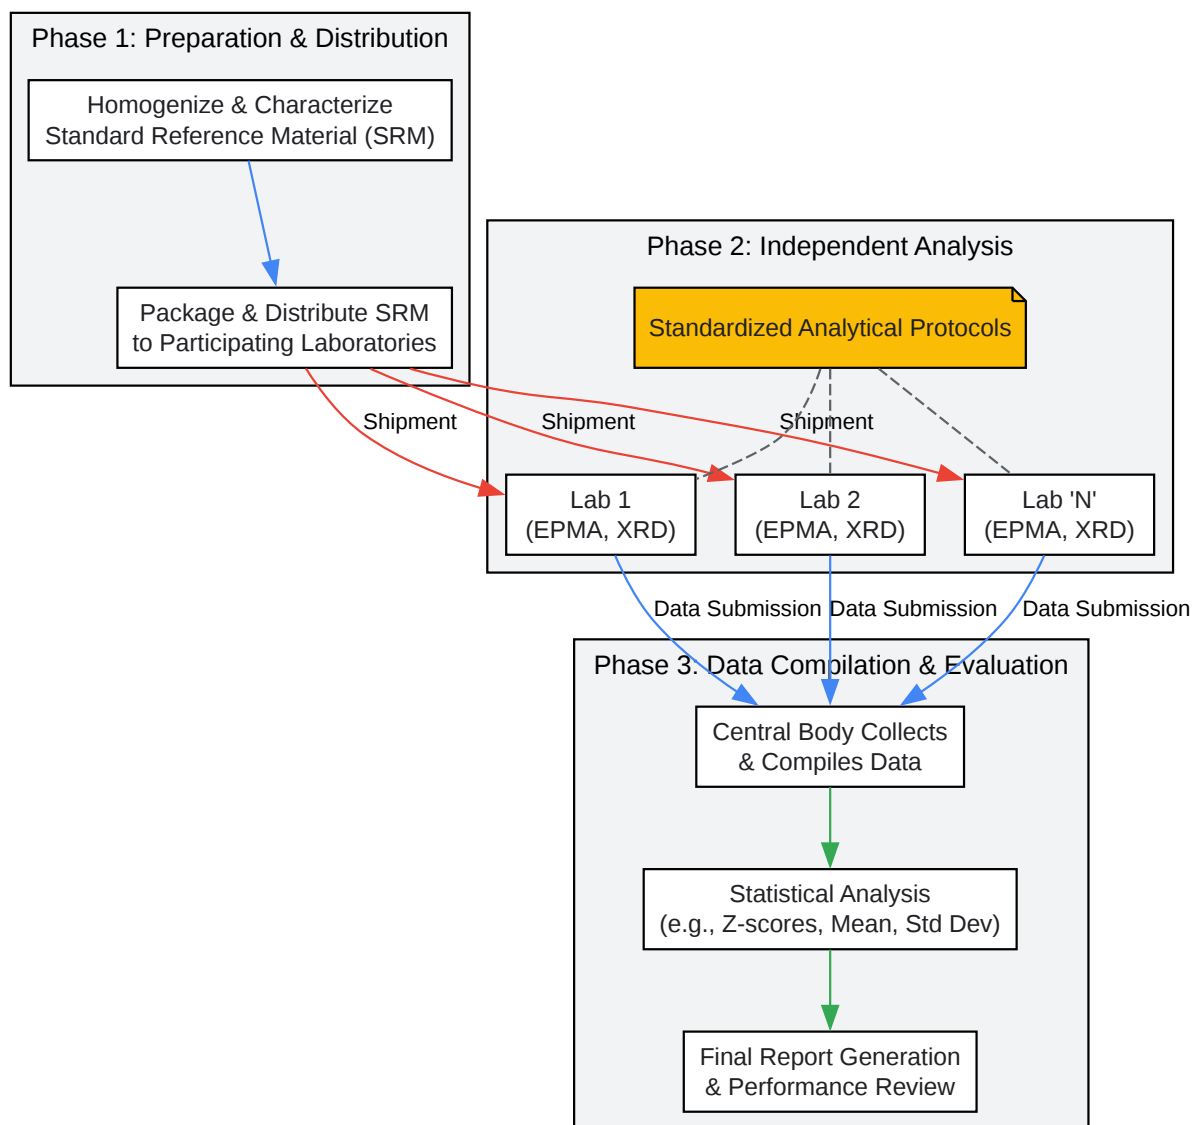 Phase 1: Preparation & Distribution
Homogenize & Characterize
Standard Reference Material (SRM)
Package & Distribute SRM
to Participating Laboratories
Phase 2: Independent Analysis
Standardized Analytical Protocols
Shipment
Shipment
Shipment
Lab 1
(EPMA, XRD)
Lab 2
(EPMA, XRD)
Lab 'N'
(EPMA, XRD)
Data Submission
Data Submission
Data Submission
Phase 3: Data Compilation & Evaluation
Central Body Collects
& Compiles Data
Statistical Analysis
(e.g., Z-scores, Mean, Std Dev)
Final Report Generation
& Performance Review